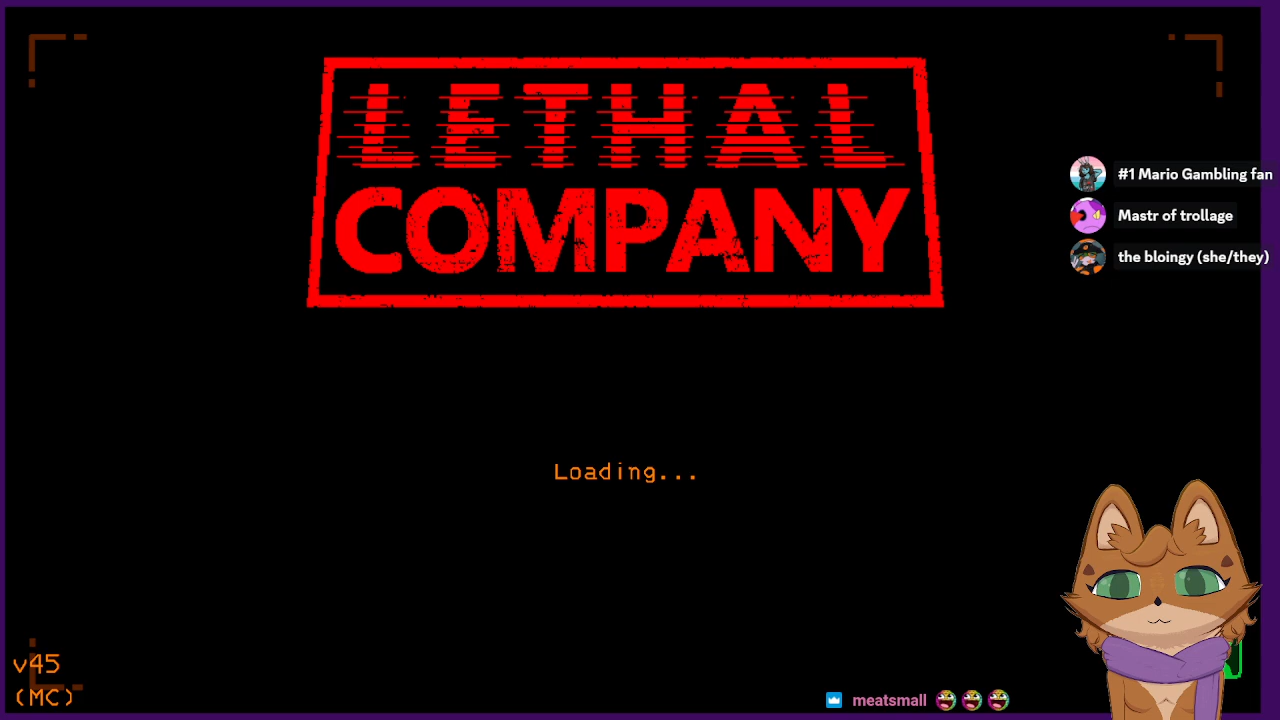 LETHAL
COMPANY
#1 Mario Gambling fan
Mastr of trollage
the bloingy (she/they)
Loading...
v45
(MC)
meatsmall